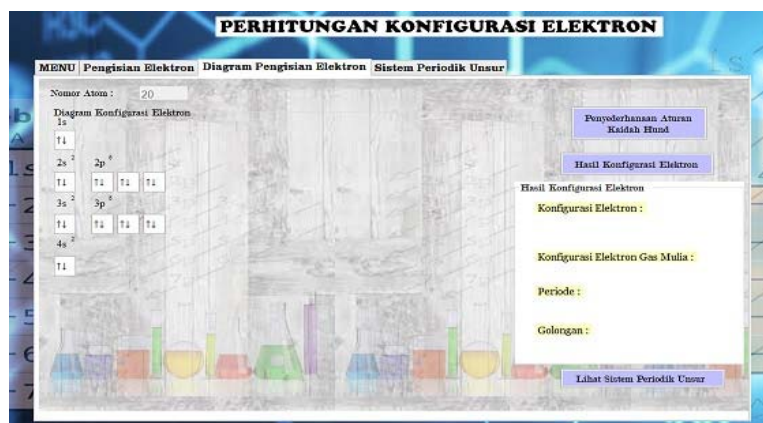 PERHITUNGAN KONFIGURASI ELEKTRON
MENU Pengisian Elektron Diagram Pengisian Elektron Sistem Periodik Unsur
Nomor Atom : 20
Diagram Konfigurasi Elektron
1s
↑↓
2s 2 2p 6
↑↓ ↑↓ ↑↓ ↑↓
3s 2 3p 6
↑↓ ↑↓ ↑↓ ↑↓
4s 2
↑↓
Penyederhanaan Aturan
Kaidah Hund
Hasil Konfigurasi Elektron
Hasil Konfigurasi Elektron
Konfigurasi Elektron :
Konfigurasi Elektron Gas Mulia :
Periode :
Golongan :
Lihat Sistem Periodik Unsur